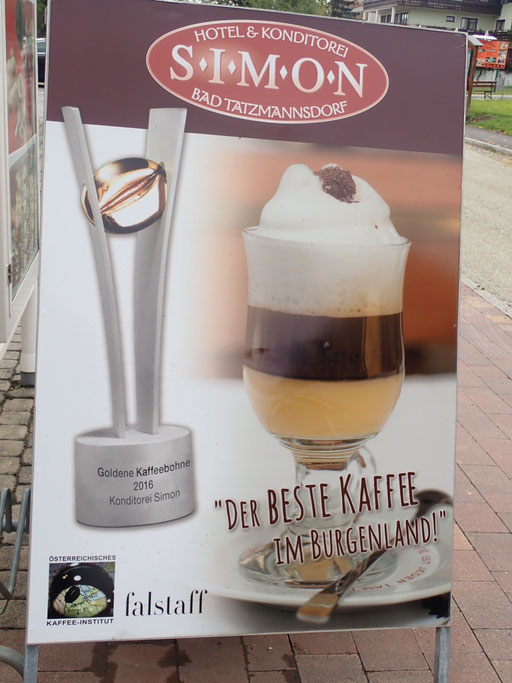 HOTEL & KONDITOREI
S·I·M·O·N
BAD TATZMANNSDORF
Goldene Kaffeebohne
2016
Konditorei Simon
"DER BESTE KAFFEE
IM BURGENLAND!"
ÖSTERREICHISCHES
KAFFEE-INSTITUT
falstaff